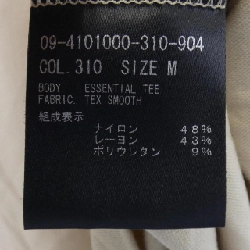 09-4101000-310-904
COL.310 SIZE M
BODY ESSENTIAL TEE
FABRIC. TEX SMOOTH
組成表示
ナイロン 48%
レーヨン 43%
ポリウレタン 9%